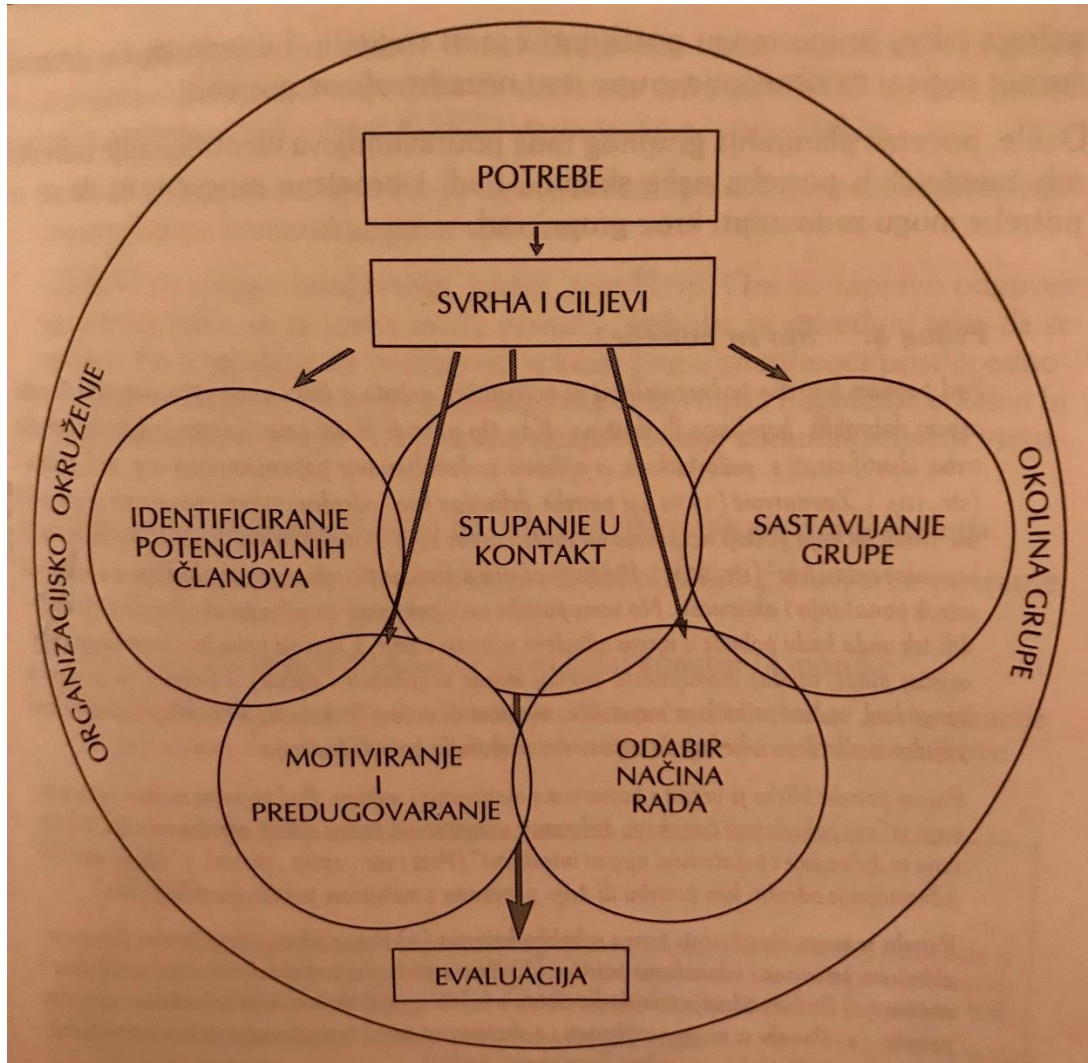 POTREBE
SVRHA I CILJEVI
ORGANIZACIJSKO OKRUŽENJE
OKOLINA GRUPE
IDENTIFICIRANJE
POTENCIJALNIH
ČLANOVA
STUPANJE U
KONTAKT
SASTAVLJANJE
GRUPE
MOTIVIRANJE
I
PREDUGOVARANJE
ODABIR
NAČINA
RADA
EVALUACIJA